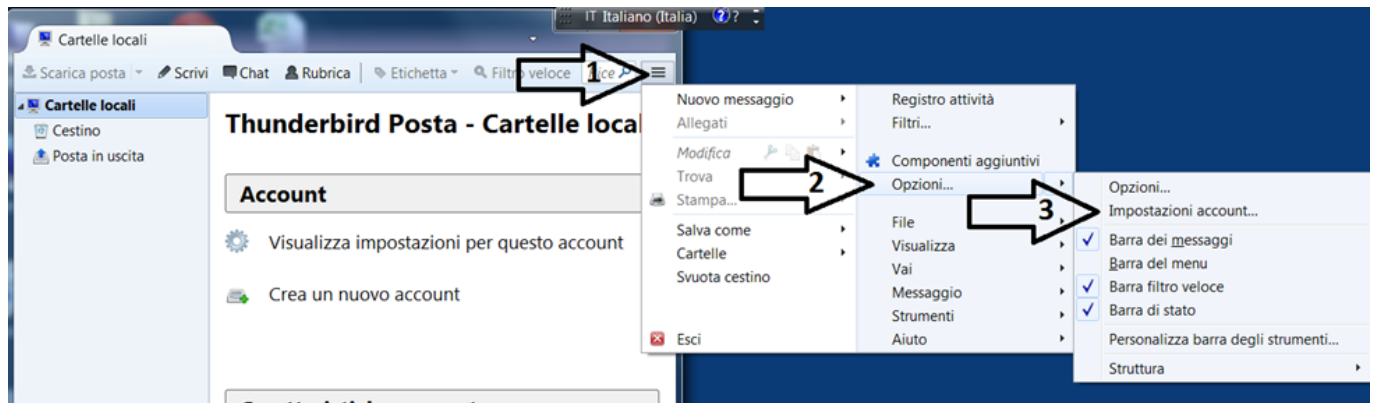 IT Italiano (Italia) ?
Cartelle locali
Scarica posta Scrivi Chat Rubrica Etichetta Filtro veloce
1
Cartelle locali
Cestino
Posta in uscita
Thunderbird Posta - Cartelle
Account
Visualizza impostazioni per questo account
Crea un nuovo account
Nuovo messaggio
Allegati
Modifica
Trova
Stampa...
Salva come
Cartelle
Svuota cestino
Esci
2
Registro attività
Filtri...
Componenti aggiuntivi
Opzioni...
File
Visualizza
Vai
Messaggio
Strumenti
Aiuto
3
Opzioni...
Impostazioni account...
Barra dei messaggi
Barra del menu
Barra filtro veloce
Barra di stato
Personalizza barra degli strumenti...
Struttura